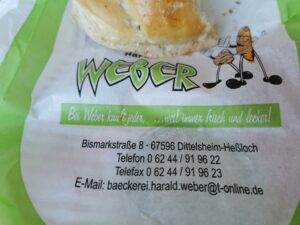 WEBER
Bei Weber kauft jeder, ...weil immer frisch und lecker!
Bismarkstraße 8 · 67596 Dittelsheim-Heßloch
Telefon 0 62 44 / 91 96 22
Telefax 0 62 44 / 91 96 23
E-Mail: baeckerei.harald.weber@t-online.de